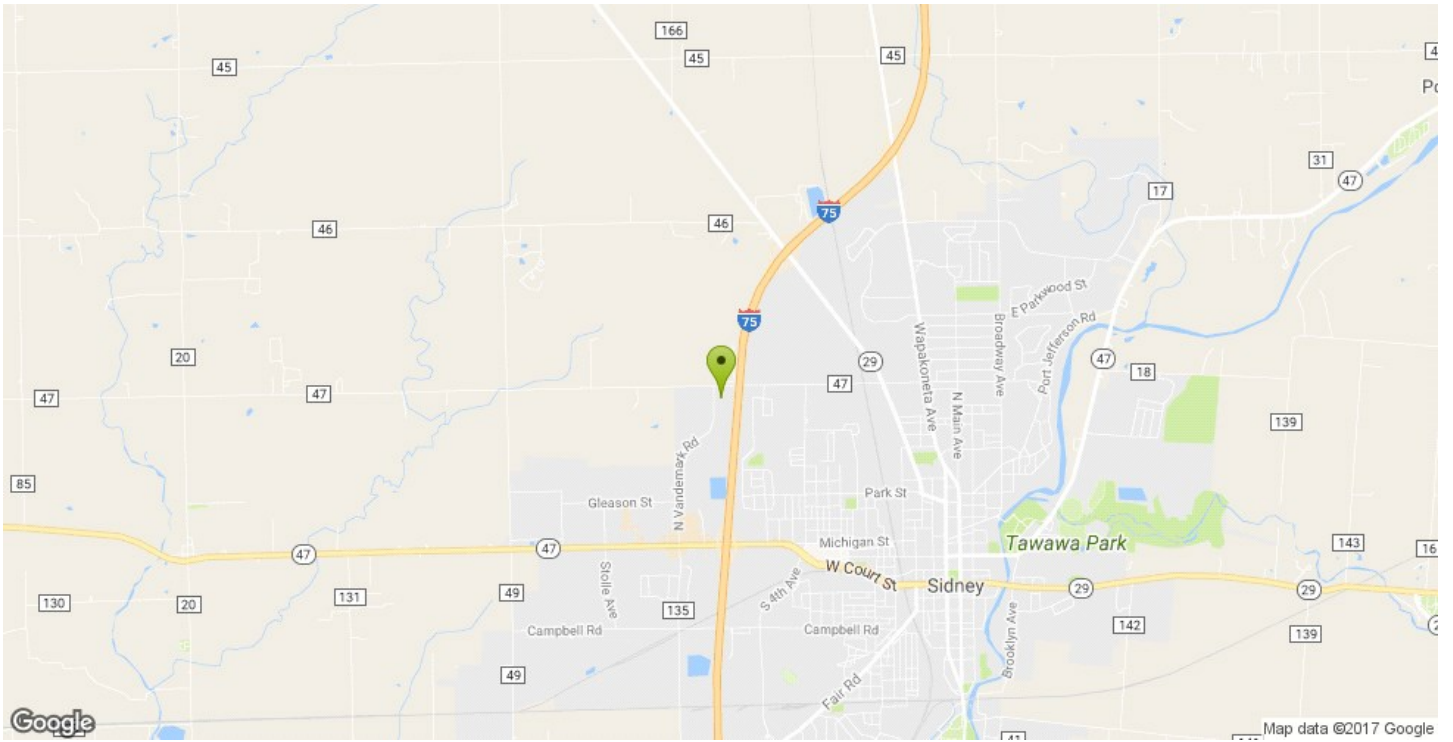 166
45
45
45
Po
31
47
17
75
46
46
E Parkwood St
Port Jefferson Rd
Broadway Ave
75
Wapakoneta Ave
20
29
47
18
47
47
47
N Main Ave
139
N Vandemark Rd
85
Gleason St
Park St
Michigan St
Tawawa Park
143
16
47
47
W Court St
Sidney
29
29
Stolle Ave
S 4th Ave
49
130
20
131
135
142
139
2
Campbell Rd
Campbell Rd
Brooklyn Ave
49
Fair Rd
Google
41
Map data ©2017 Google